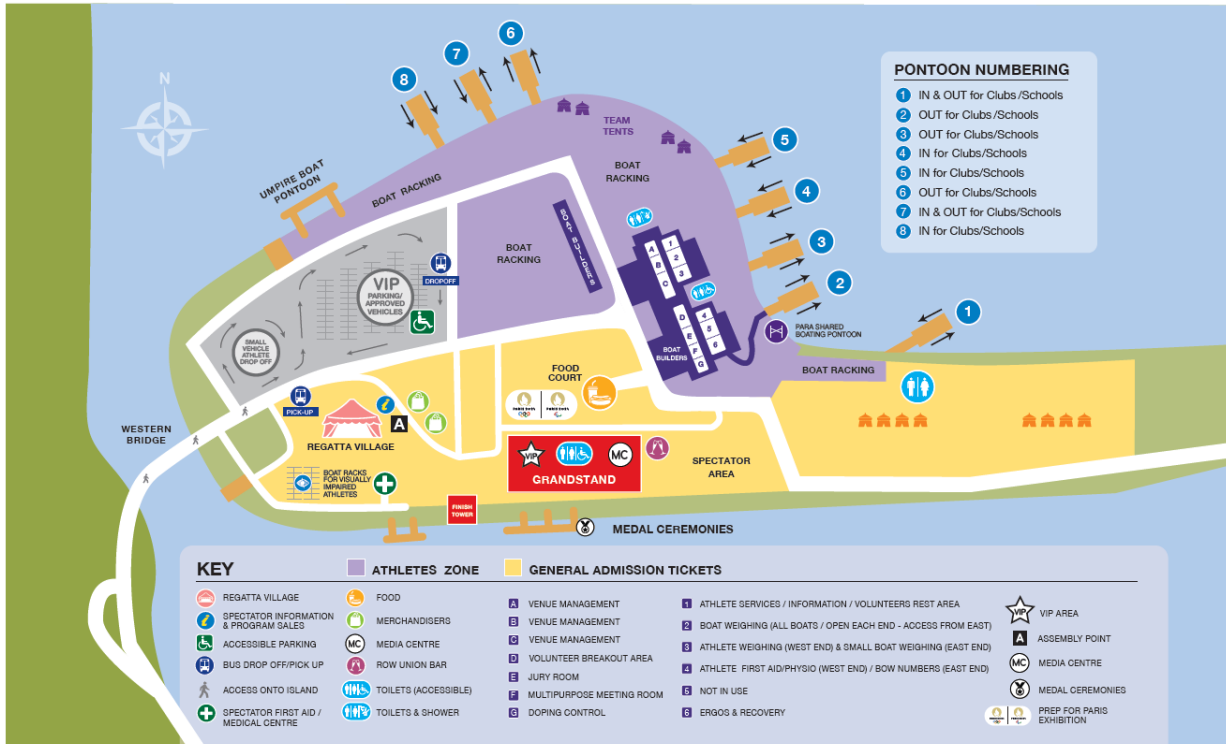 N
8
7
6
5
4
3
2
1
PONTOON NUMBERING
1 IN & OUT for Clubs/Schools
2 OUT for Clubs/Schools
3 OUT for Clubs/Schools
4 IN for Clubs/Schools
5 IN for Clubs/Schools
6 OUT for Clubs/Schools
7 IN & OUT for Clubs/Schools
8 IN for Clubs/Schools
UMPIRE BOAT
PONTOON
BOAT RACKING
TEAM
TENTS
BOAT
RACKING
BOAT
RACKING
BOAT BUILDERS
VIP
PARKING/
APPROVED
VEHICLES
DROPOFF
SMALL
VEHICLE
ATHLETE
DROP OFF
A
B
C
1
2
3
D
E
F
G
4
5
6
BOAT
BUILDERS
PARA SHARED
BOATING PONTOON
BOAT RACKING
FOOD
COURT
PICK-UP
A
REGATTA VILLAGE
WESTERN
BRIDGE
BOAT RACKS
FOR VISUALLY
IMPAIRED
ATHLETES
VIP
MC
GRANDSTAND
SPECTATOR
AREA
FINISH
TOWER
MEDAL CEREMONIES
KEY
ATHLETES ZONE
GENERAL ADMISSION TICKETS
REGATTA VILLAGE
SPECTATOR INFORMATION
& PROGRAM SALES
ACCESSIBLE PARKING
BUS DROP OFF/PICK UP
ACCESS ONTO ISLAND
SPECTATOR FIRST AID /
MEDICAL CENTRE
FOOD
MERCHANDISERS
MC MEDIA CENTRE
ROW UNION BAR
TOILETS (ACCESSIBLE)
TOILETS & SHOWER
A VENUE MANAGEMENT
B VENUE MANAGEMENT
C VENUE MANAGEMENT
D VOLUNTEER BREAKOUT AREA
E JURY ROOM
F MULTIPURPOSE MEETING ROOM
G DOPING CONTROL
1 ATHLETE SERVICES / INFORMATION / VOLUNTEERS REST AREA
2 BOAT WEIGHING (ALL BOATS / OPEN EACH END - ACCESS FROM EAST)
3 ATHLETE WEIGHING (WEST END) & SMALL BOAT WEIGHING (EAST END)
4 ATHLETE FIRST AID/PHYSIO (WEST END) / BOW NUMBERS (EAST END)
5 NOT IN USE
6 ERGOS & RECOVERY
VIP VIP AREA
A ASSEMBLY POINT
MC MEDIA CENTRE
MEDAL CEREMONIES
PREP FOR PARIS
EXHIBITION